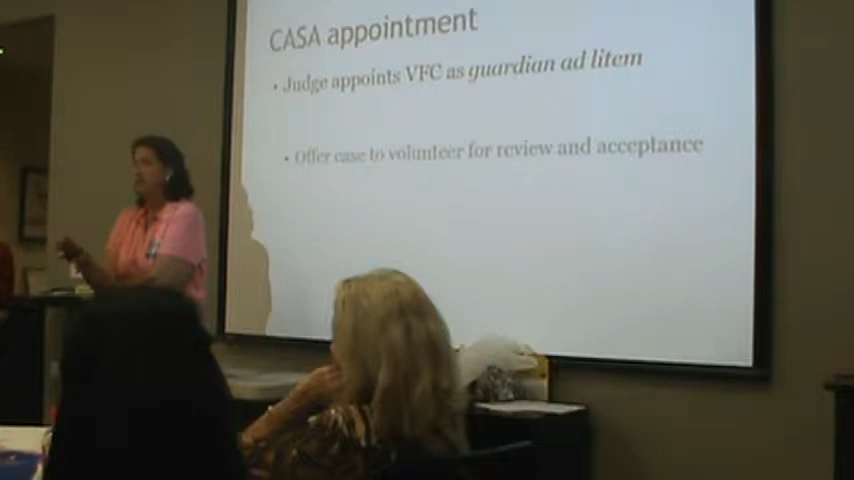 CASA appointment
• Judge appoints VFC as guardian ad litem
• Offer case to volunteer for review and acceptance